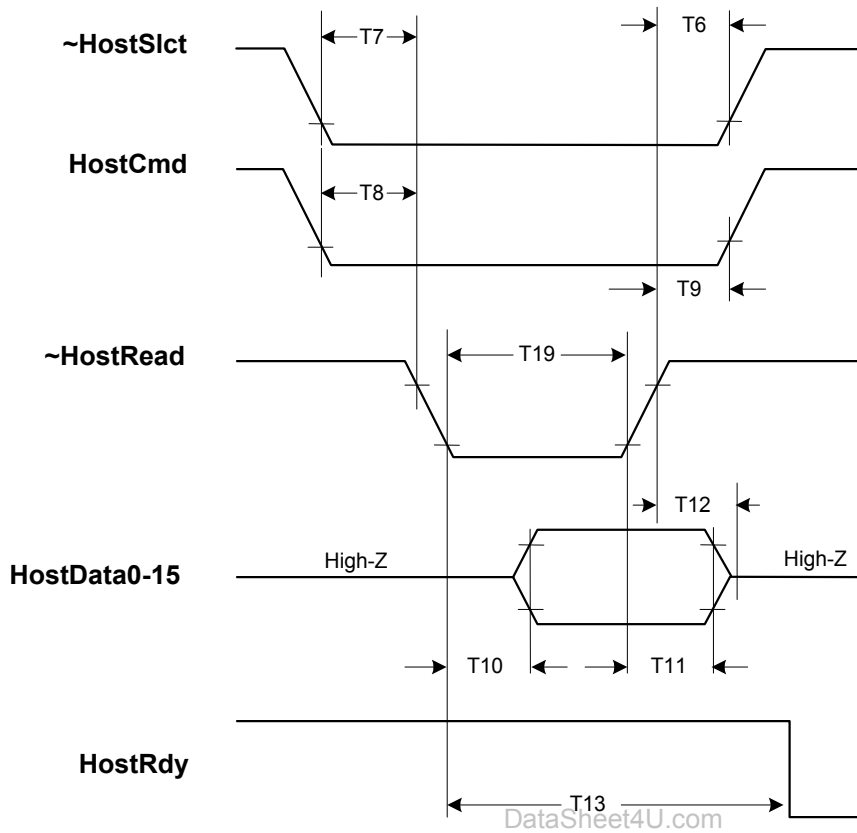 ~HostSlct
T7
T6
HostCmd
T8
T9
~HostRead
T19
T12
HostData0-15
High-Z
High-Z
T10
T11
HostRdy
T13
DataSheet4U.com